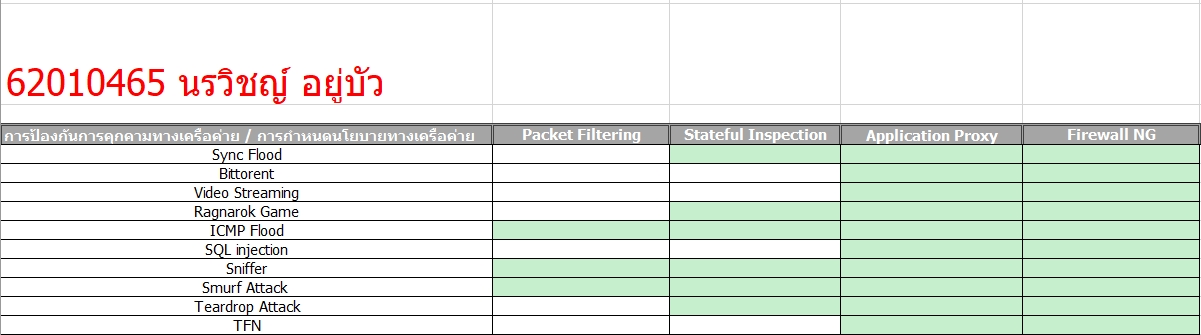 62010465 นรวิชญ์ อยู่บัว
การป้องกันการคุกคามทางเครือค่าย / การกำหนดนโยบายทางเครือค่าย Packet Filtering Stateful Inspection Application Proxy Firewall NG
Sync Flood
Bittorent
Video Streaming
Ragnarok Game
ICMP Flood
SQL injection
Sniffer
Smurf Attack
Teardrop Attack
TFN